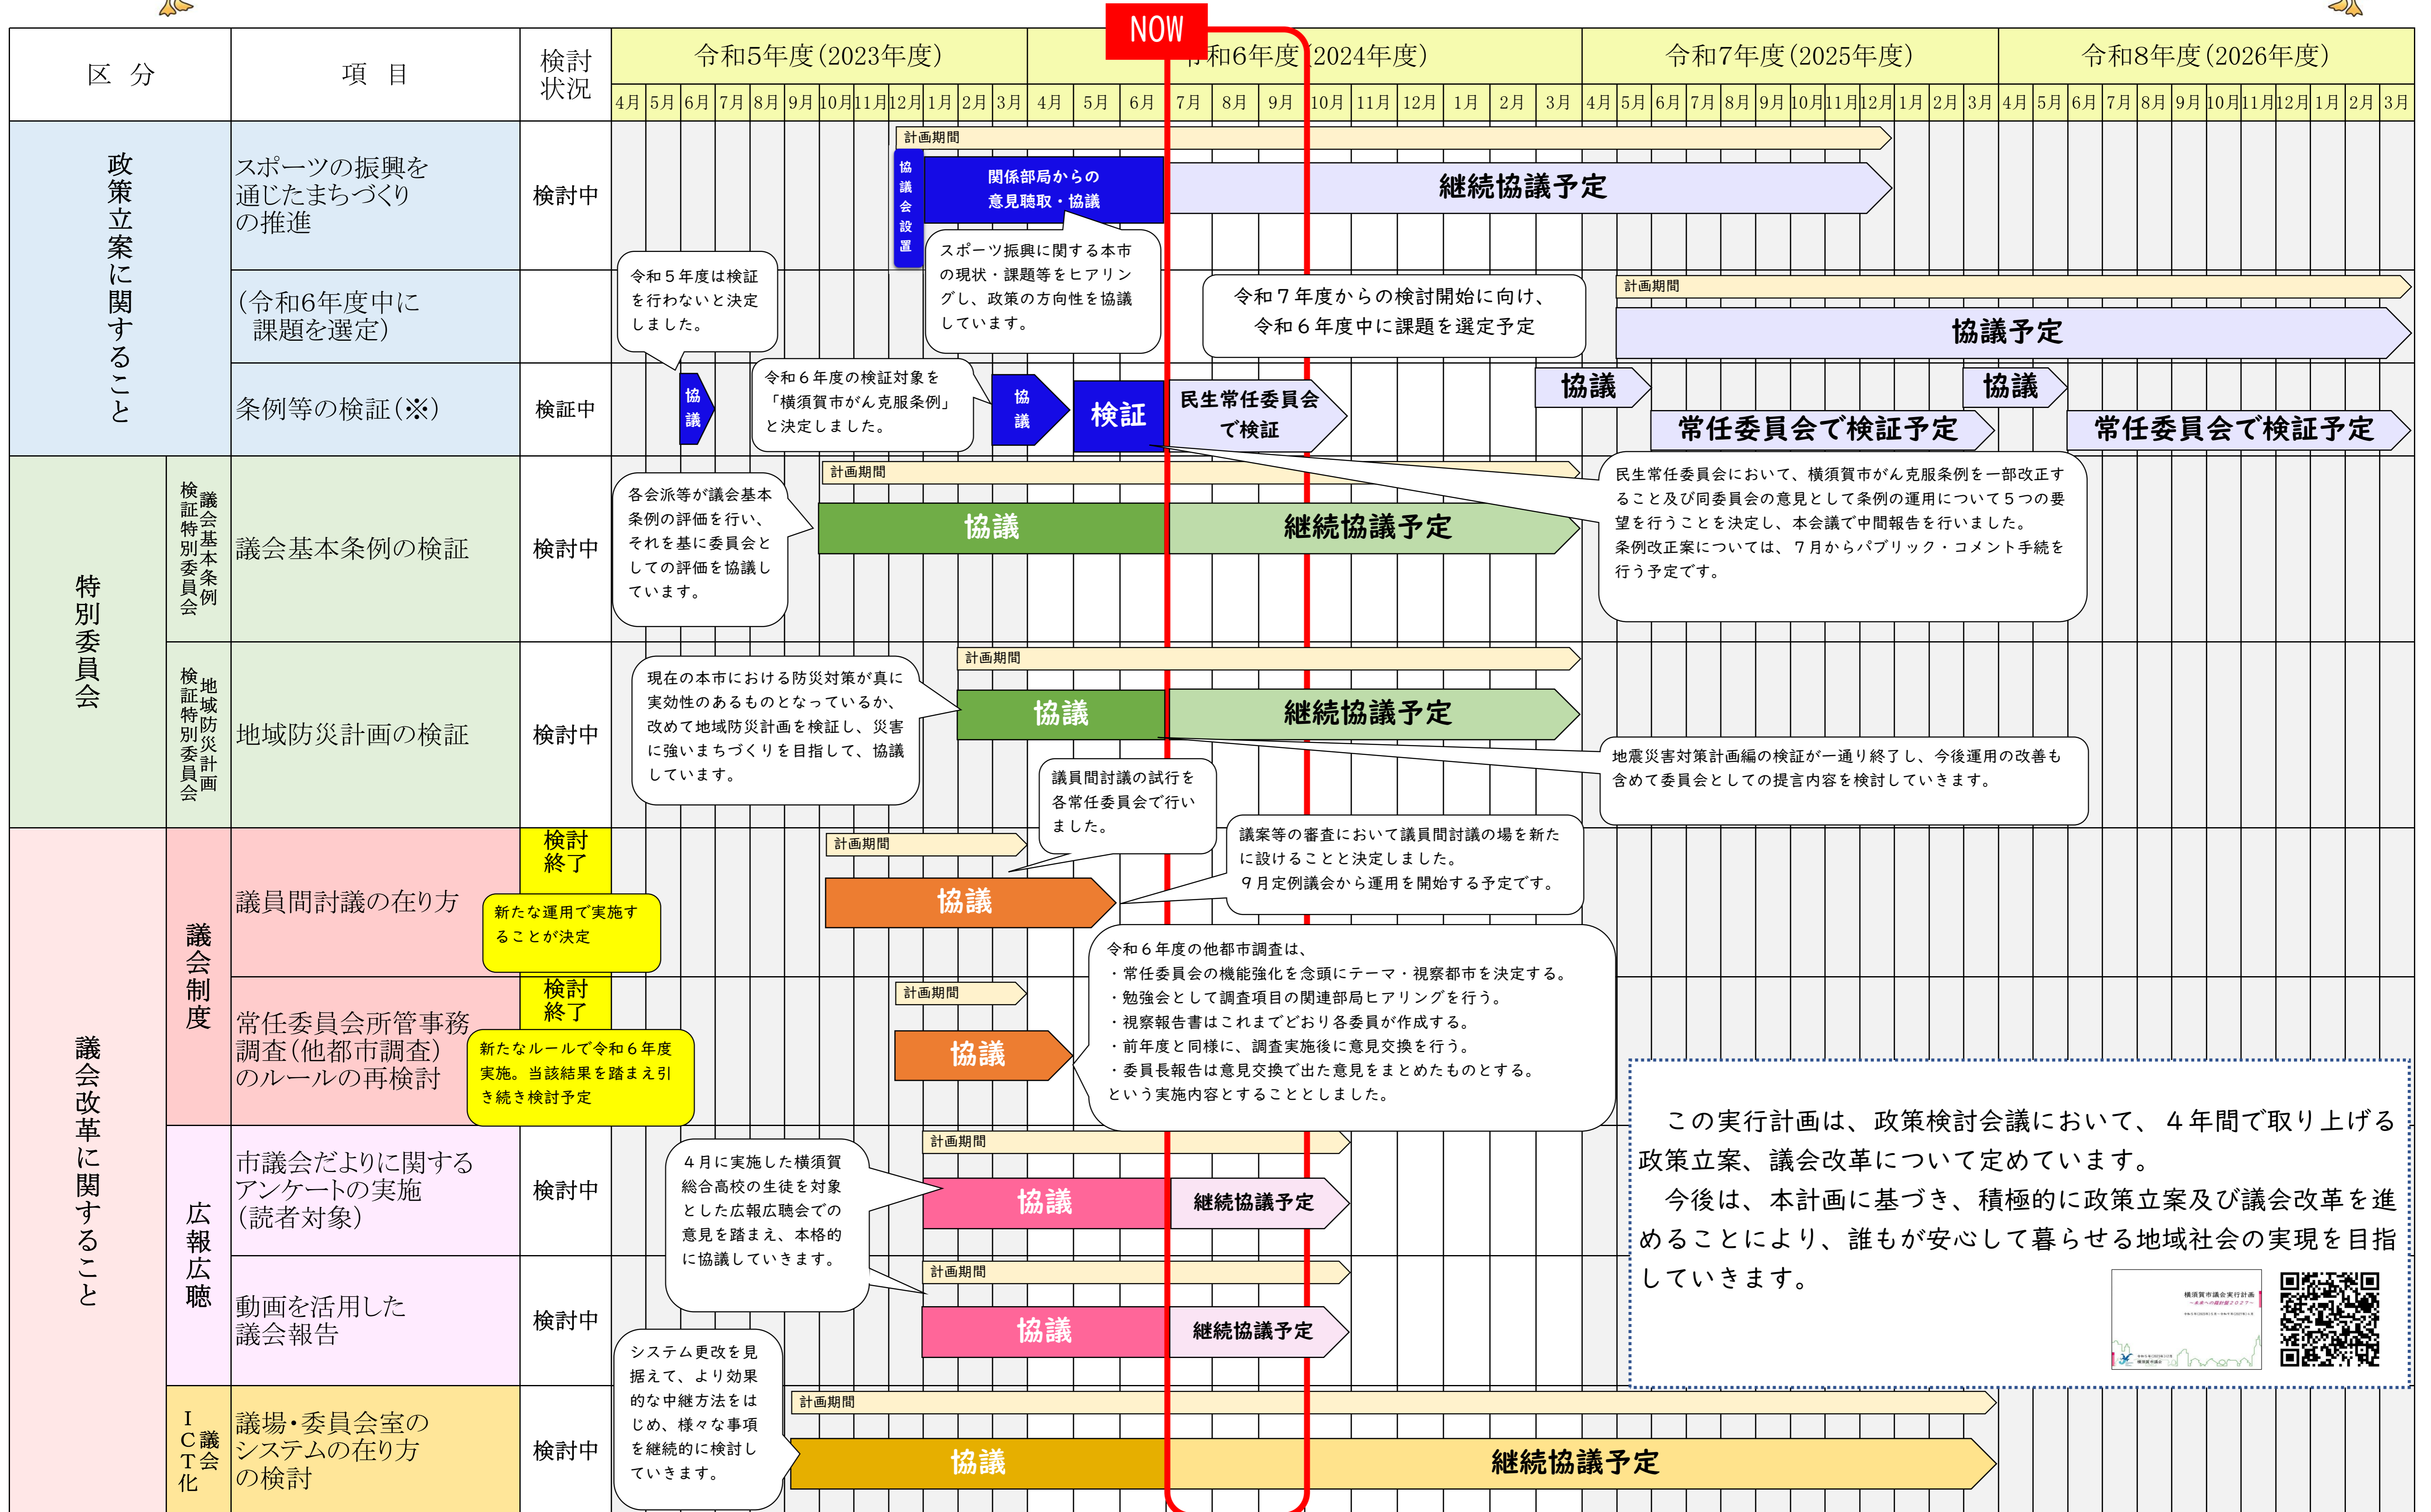 NOW
区 分
項 目
検討
状況
令和5年度(2023年度)
和6年度(2024年度)
令和7年度(2025年度)
令和8年度(2026年度)
4月 5月 6月 7月 8月 9月 10月 11月 12月 1月 2月 3月 4月 5月 6月 7月 8月 9月 10月 11月 12月 1月 2月 3月 4月 5月 6月 7月 8月 9月 10月 11月 12月 1月 2月 3月 4月 5月 6月 7月 8月 9月 10月 11月 12月 1月 2月 3月
政策立案に関すること
スポーツの振興を
通じたまちづくり
の推進
検討中
計画期間
協議会設置
関係部局からの
意見聴取・協議
継続協議予定
スポーツ振興に関する本市
の現状・課題等をヒアリン
グし、政策の方向性を協議
しています。
(令和6年度中に
課題を選定)
令和５年度は検証
を行わないと決定
しました。
令和７年度からの検討開始に向け、
令和６年度中に課題を選定予定
計画期間
協議予定
条例等の検証(※)
検証中
協議
令和６年度の検証対象を
「横須賀市がん克服条例」
と決定しました。
協議
検証
民生常任委員会
で検証
協議
常任委員会で検証予定
協議
常任委員会で検証予定
民生常任委員会において、横須賀市がん克服条例を一部改正す
ること及び同委員会の意見として条例の運用について５つの要
望を行うことを決定し、本会議で中間報告を行いました。
条例改正案については、７月からパブリック・コメント手続を
行う予定です。
特別委員会
議会基本条例
検証特別委員会
議会基本条例の検証
検討中
各会派等が議会基本
条例の評価を行い、
それを基に委員会と
しての評価を協議し
ています。
計画期間
協議
継続協議予定
地域防災計画
検証特別委員会
地域防災計画の検証
検討中
現在の本市における防災対策が真に
実効性のあるものとなっているか、
改めて地域防災計画を検証し、災害
に強いまちづくりを目指して、協議
しています。
計画期間
協議
継続協議予定
地震災害対策計画編の検証が一通り終了し、今後運用の改善も
含めて委員会としての提言内容を検討していきます。
議会改革に関すること
議会制度
議員間討議の在り方
検討
終了
新たな運用で実施す
ることが決定
計画期間
協議
議員間討議の試行を
各常任委員会で行い
ました。
議案等の審査において議員間討議の場を新た
に設けることと決定しました。
９月定例議会から運用を開始する予定です。
常任委員会所管事務
調査(他都市調査)
のルールの再検討
検討
終了
新たなルールで令和６年度
実施。当該結果を踏まえ引
き続き検討予定
計画期間
協議
令和６年度の他都市調査は、
・常任委員会の機能強化を念頭にテーマ・視察都市を決定する。
・勉強会として調査項目の関連部局ヒアリングを行う。
・視察報告書はこれまでどおり各委員が作成する。
・前年度と同様に、調査実施後に意見交換を行う。
・委員長報告は意見交換で出た意見をまとめたものとする。
という実施内容とすることとしました。
広報広聴
市議会だよりに関する
アンケートの実施
(読者対象)
検討中
４月に実施した横須賀
総合高校の生徒を対象
とした広報広聴会での
意見を踏まえ、本格的
に協議していきます。
計画期間
協議
継続協議予定
動画を活用した
議会報告
検討中
計画期間
協議
継続協議予定
議会
ICT化
議場・委員会室の
システムの在り方
の検討
検討中
システム更改を見
据えて、より効果
的な中継方法をは
じめ、様々な事項
を継続的に検討し
ていきます。
計画期間
協議
継続協議予定
この実行計画は、政策検討会議において、４年間で取り上げる
政策立案、議会改革について定めています。
今後は、本計画に基づき、積極的に政策立案及び議会改革を進
めることにより、誰もが安心して暮らせる地域社会の実現を目指
していきます。
横須賀市議会実行計画
～未来への羅針盤２０２７～
横須賀市議会